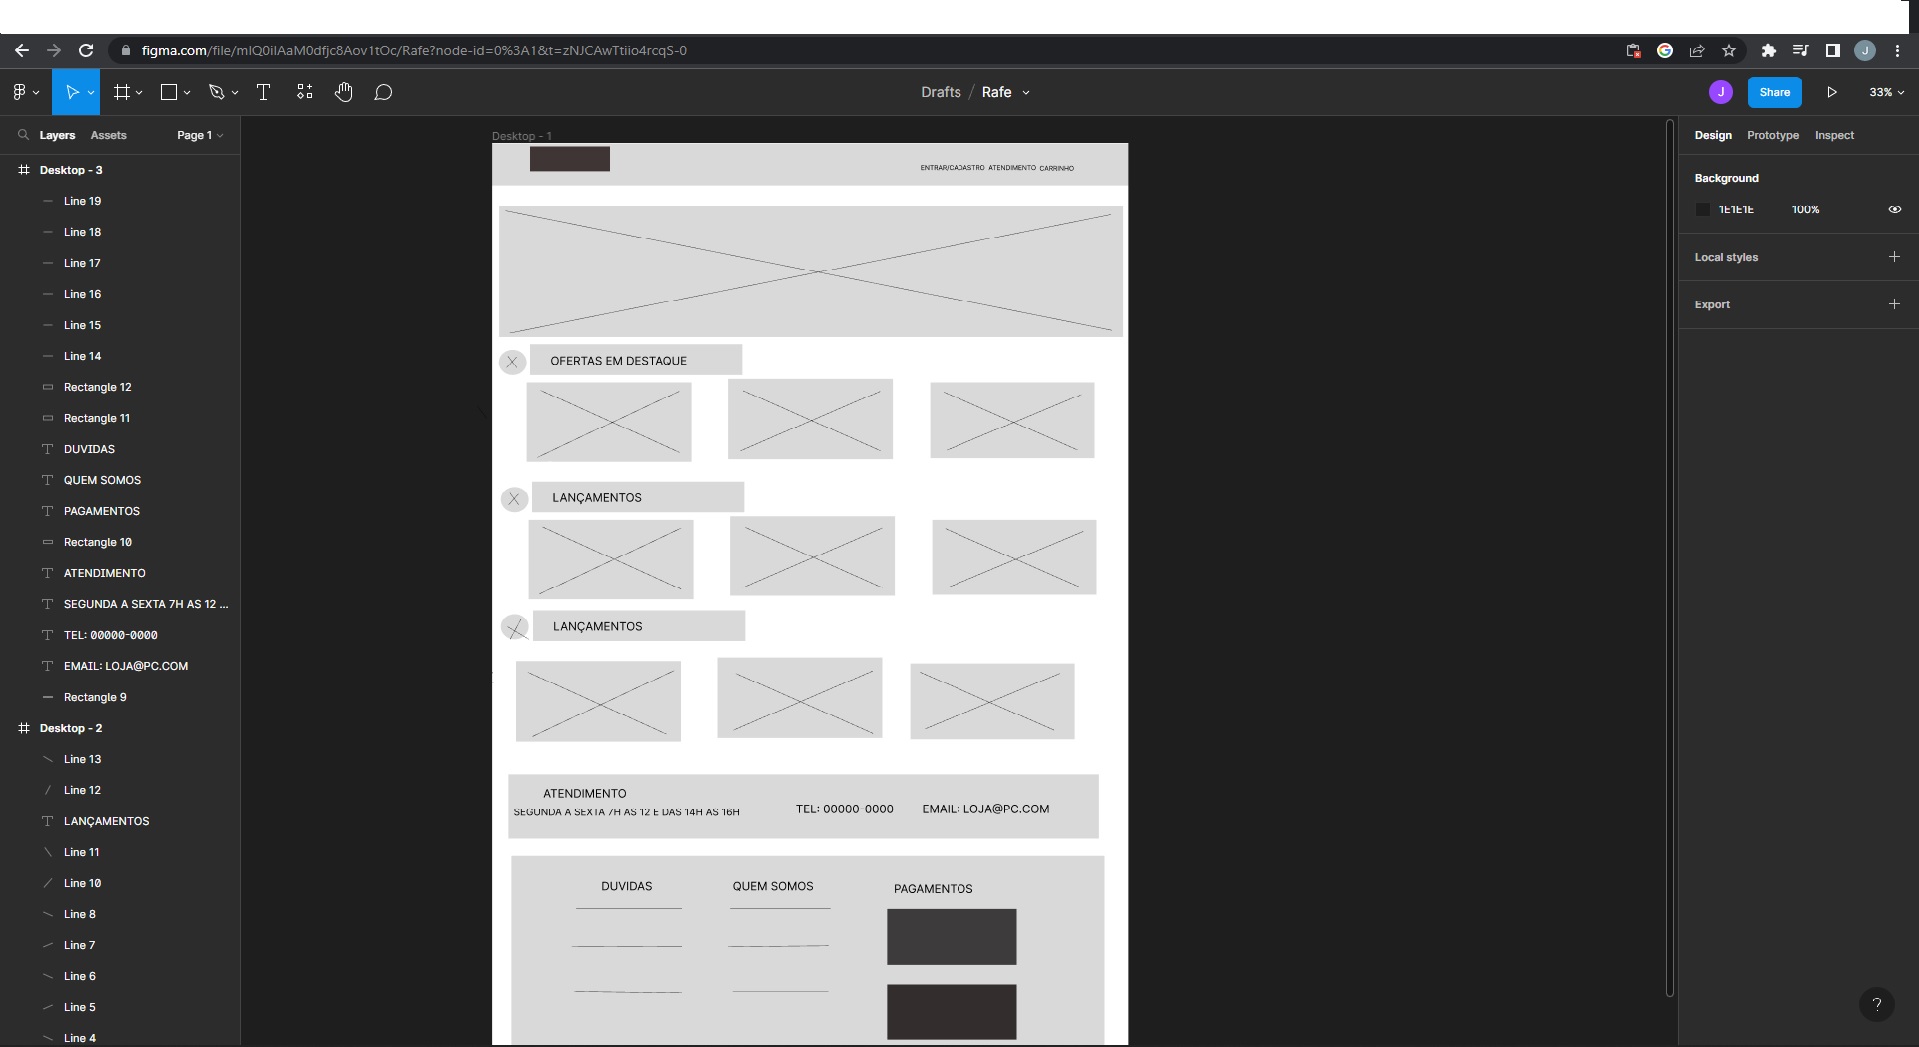 figma.com/file/mIQ0iIAaM0dfjc8Aov1tOc/Rafe?node-id=0%3A1&t=zNJCAwTtiio4rcqS-0
J
Drafts / Rafe
J
Share
33%
Layers
Assets
Page 1
Desktop - 3
Line 19
Line 18
Line 17
Line 16
Line 15
Line 14
Rectangle 12
Rectangle 11
DUVIDAS
QUEM SOMOS
PAGAMENTOS
Rectangle 10
ATENDIMENTO
SEGUNDA A SEXTA 7H AS 12 ...
TEL: 00000-0000
EMAIL: LOJA@PC.COM
Rectangle 9
Desktop - 2
Line 13
Line 12
LANÇAMENTOS
Line 11
Line 10
Line 8
Line 7
Line 6
Line 5
Line 4
Desktop - 1
ENTRAR/CADASTRO ATENDIMENTO CARRINHO
OFERTAS EM DESTAQUE
LANÇAMENTOS
LANÇAMENTOS
ATENDIMENTO
SEGUNDA A SEXTA 7H AS 12 E DAS 14H AS 16H
TEL: 00000-0000
EMAIL: LOJA@PC.COM
DUVIDAS
QUEM SOMOS
PAGAMENTOS
Design
Prototype
Inspect
Background
1E1E1E
100%
Local styles
Export
?